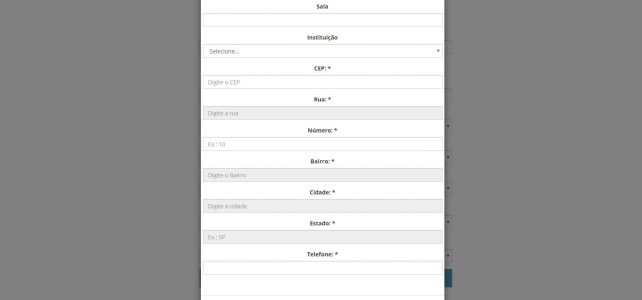 Sala
Instituição
Selecione...
CEP: *
Digite o CEP
Rua: *
Digite a rua
Número: *
Ex.: 10
Bairro: *
Digite o Bairro
Cidade: *
Digite a cidade
Estado: *
Ex.: SP
Telefone: *